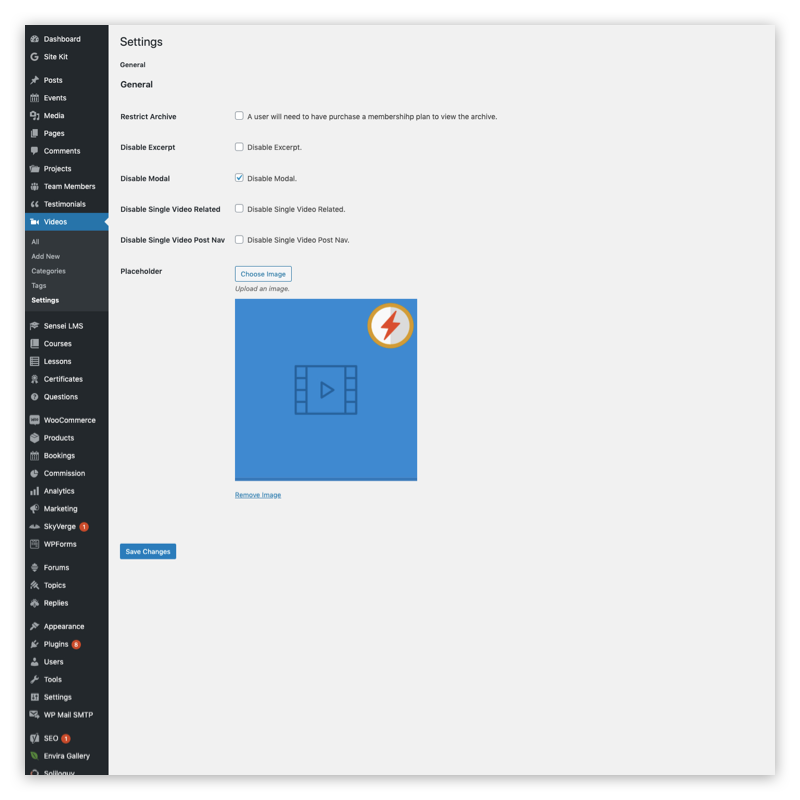 Dashboard
Site Kit
Posts
Events
Media
Pages
Comments
Projects
Team Members
Testimonials
Videos
All
Add New
Categories
Tags
Settings
Sensei LMS
Courses
Lessons
Certificates
Questions
WooCommerce
Products
Bookings
Commission
Analytics
Marketing
SkyVerge 1
WPForms
Forums
Topics
Replies
Appearance
Plugins 8
Users
Tools
Settings
WP Mail SMTP
SEO 1
Envira Gallery
Soliloquy
Settings
General
General
Restrict Archive
A user will need to have purchase a membershihp plan to view the archive.
Disable Excerpt
Disable Excerpt.
Disable Modal
Disable Modal.
Disable Single Video Related
Disable Single Video Related.
Disable Single Video Post Nav
Disable Single Video Post Nav.
Placeholder
Choose Image
Upload an image.
Remove Image
Save Changes